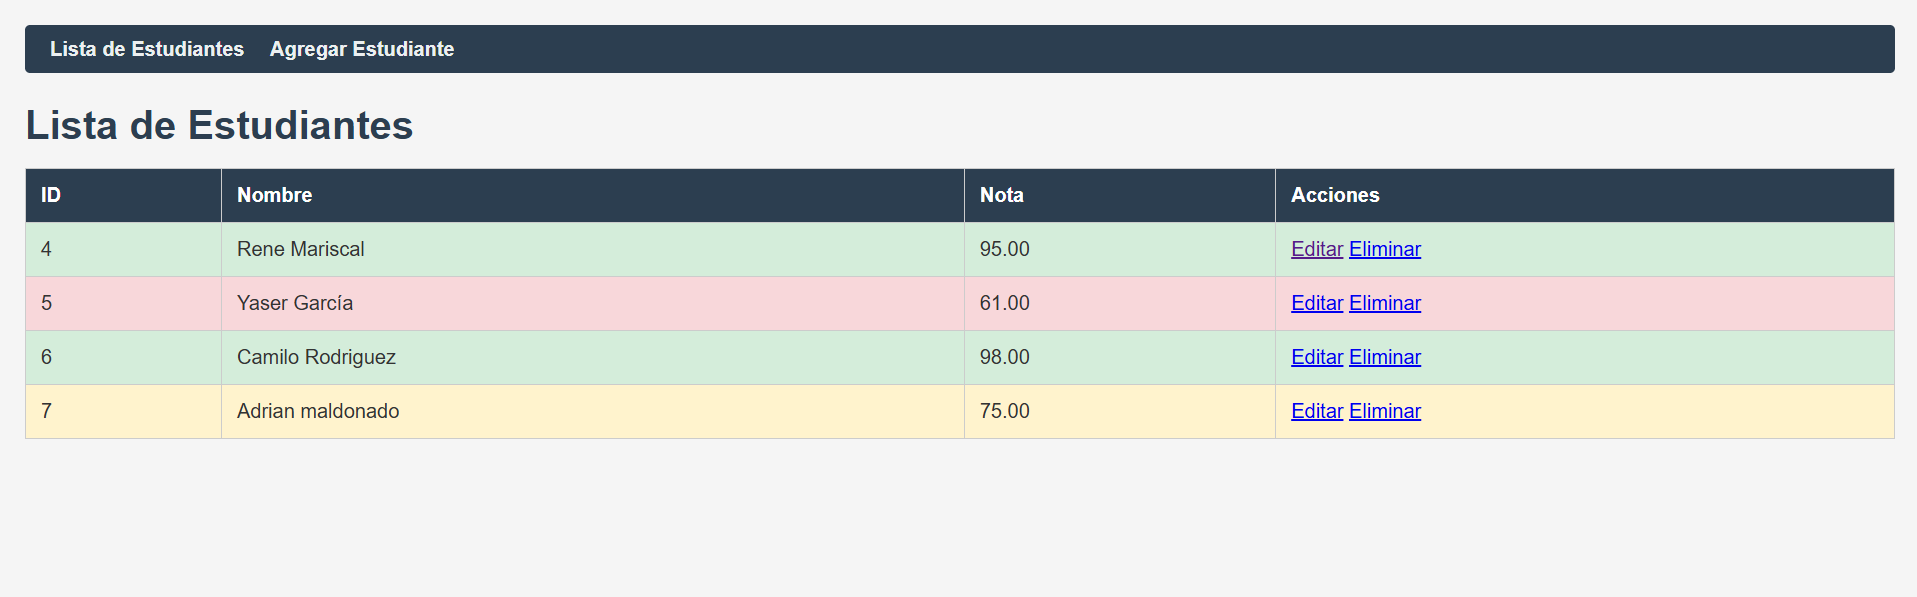 Lista de Estudiantes Agregar Estudiante
Lista de Estudiantes
ID Nombre Nota Acciones
4 Rene Mariscal 95.00 Editar Eliminar
5 Yaser García 61.00 Editar Eliminar
6 Camilo Rodriguez 98.00 Editar Eliminar
7 Adrian maldonado 75.00 Editar Eliminar